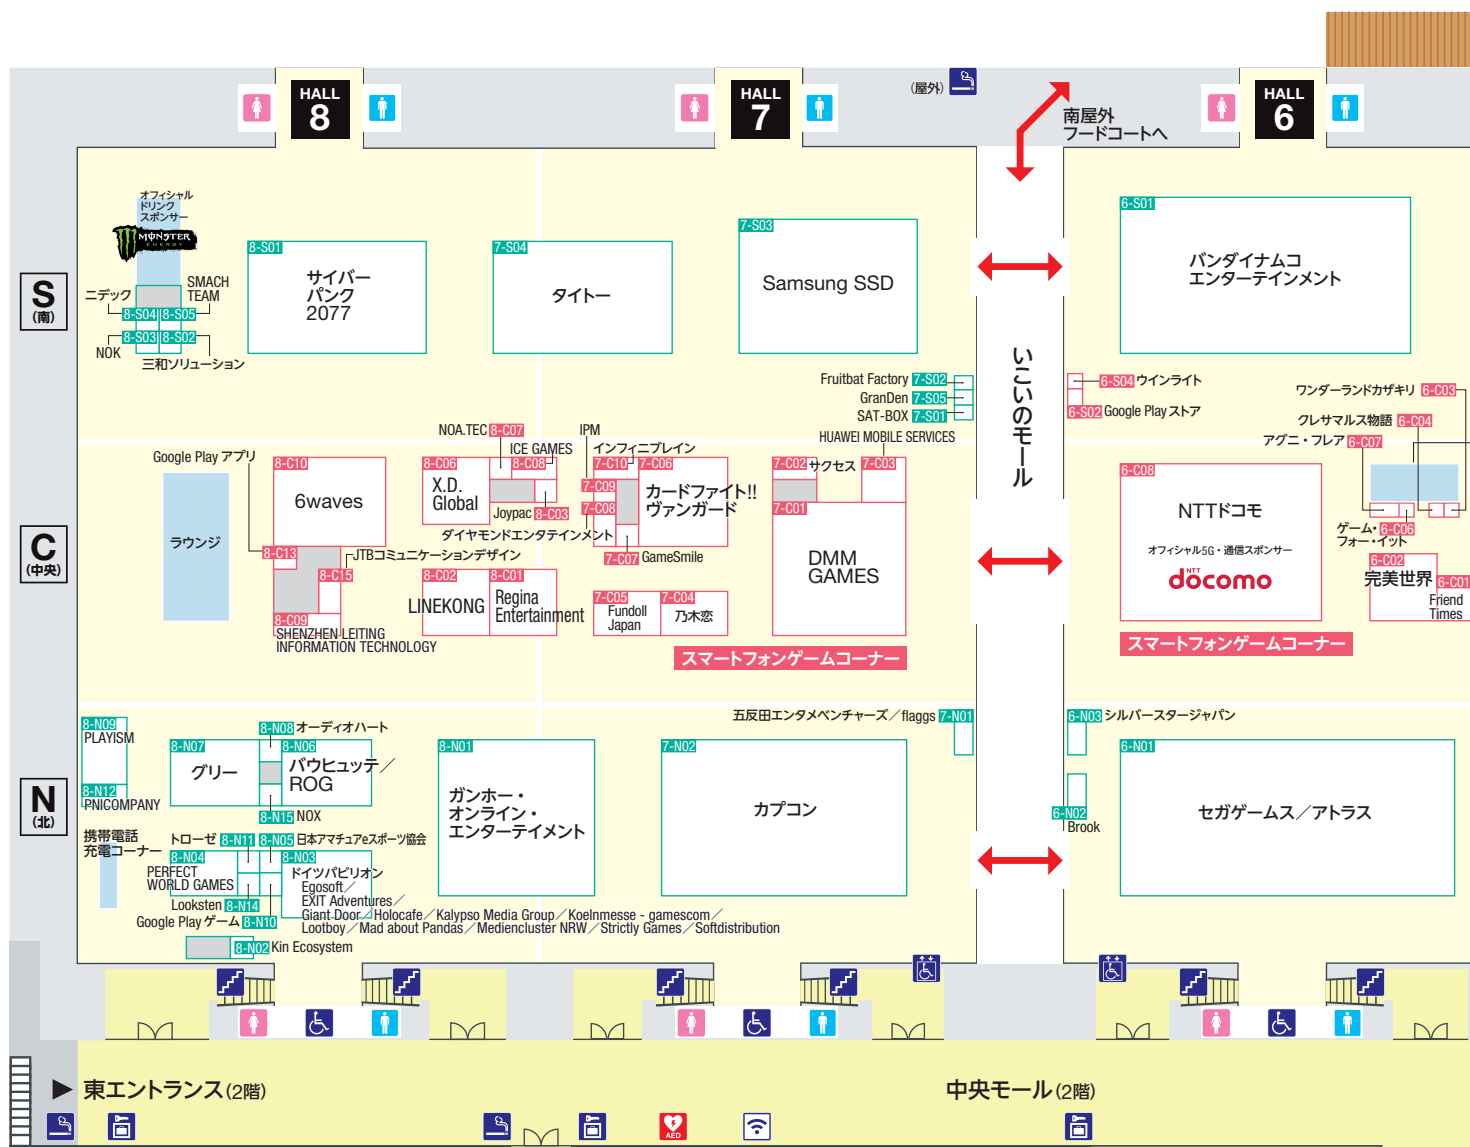 HALL
8
HALL
7
(屋外)
南屋外
フードコートへ
HALL
6
S
(南)
オフィシャル
ドリンク
スポンサー
MONSTER
ENERGY
ニデック
SMACH
TEAM
8-S04
8-S05
8-S03
8-S02
NOK
三和ソリューション
8-S01
サイバー
パンク
2077
7-S04
タイトー
7-S03
Samsung SSD
6-S01
バンダイナムコ
エンターテインメント
Fruitbat Factory 7-S02
GranDen 7-S05
SAT-BOX 7-S01
いこいのモール
6-S04 ウインライト
6-S02 Google Play ストア
ワンダーランドカザキリ 6-C03
クレサマルス物語 6-C04
アグニ・フレア 6-C07
C
(中央)
ラウンジ
Google Play アプリ
8-C10
6waves
8-C13
JTBコミュニケーションデザイン
8-C15
8-C09
SHENZHEN LEITING
INFORMATION TECHNOLOGY
NOA.TEC 8-C07
ICE GAMES
8-C06
8-C08
X.D.
Global
Joypac 8-C03
ダイヤモンドエンタテインメント
8-C02
LINEKONG
8-C01
Regina
Entertainment
IPM
インフィニブレイン
7-C10
7-C06
7-C09
7-C08
カードファイト!!
ヴァンガード
7-C07 GameSmile
7-C05
Fundoll
Japan
7-C04
乃木恋
HUAWEI MOBILE SERVICES
7-C02
サクセス
7-C03
7-C01
DMM
GAMES
スマートフォンゲームコーナー
6-C08
NTTドコモ
オフィシャル5G・通信スポンサー
NTT
docomo
スマートフォンゲームコーナー
ゲーム・
フォー・イット
6-C06
6-C02
完美世界
6-C01
Friend
Times
N
(北)
8-N09
PLAYISM
8-N12
PNICOMPANY
8-N08 オーディオハート
8-N07
グリー
8-N06
バウヒュッテ/
ROG
8-N15 NOX
携帯電話
充電コーナー
トローゼ 8-N11
8-N05 日本アマチュアeスポーツ協会
8-N04
PERFECT
WORLD GAMES
8-N03
ドイツパビリオン
Egosoft/
EXIT Adventures/
Giant Door/Holocafe/Kalypso Media Group/Koelnmesse - gamescom/
Lootboy/Mad about Pandas/Mediencluster NRW/Strictly Games/Softdistribution
Looksten 8-N14
Google Play ゲーム 8-N10
8-N02 Kin Ecosystem
8-N01
ガンホー・
オンライン・
エンターテイメント
7-N02
カプコン
五反田エンタメベンチャーズ/flaggs 7-N01
6-N03 シルバースタージャパン
6-N02
Brook
6-N01
セガゲームス/アトラス
東エントランス(2階)
中央モール(2階)
AED